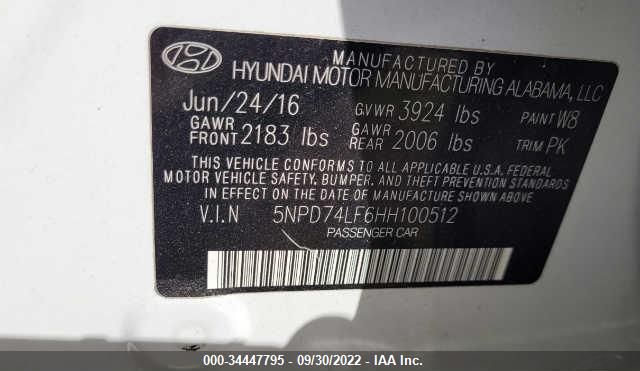 MANUFACTURED BY
HYUNDAI MOTOR MANUFACTURING ALABAMA, LLC
Jun/24/16 GVWR 3924 lbs PAINT W8
GAWR FRONT 2183 lbs GAWR REAR 2006 lbs TRIM PK
THIS VEHICLE CONFORMS TO ALL APPLICABLE U.S.A. FEDERAL
MOTOR VEHICLE SAFETY, BUMPER, AND THEFT PREVENTION STANDARDS
IN EFFECT ON THE DATE OF MANUFACTURE SHOWN ABOVE.
V.I.N 5NPD74LF6HH100512
PASSENGER CAR
000-34447795 - 09/30/2022 - IAA Inc.